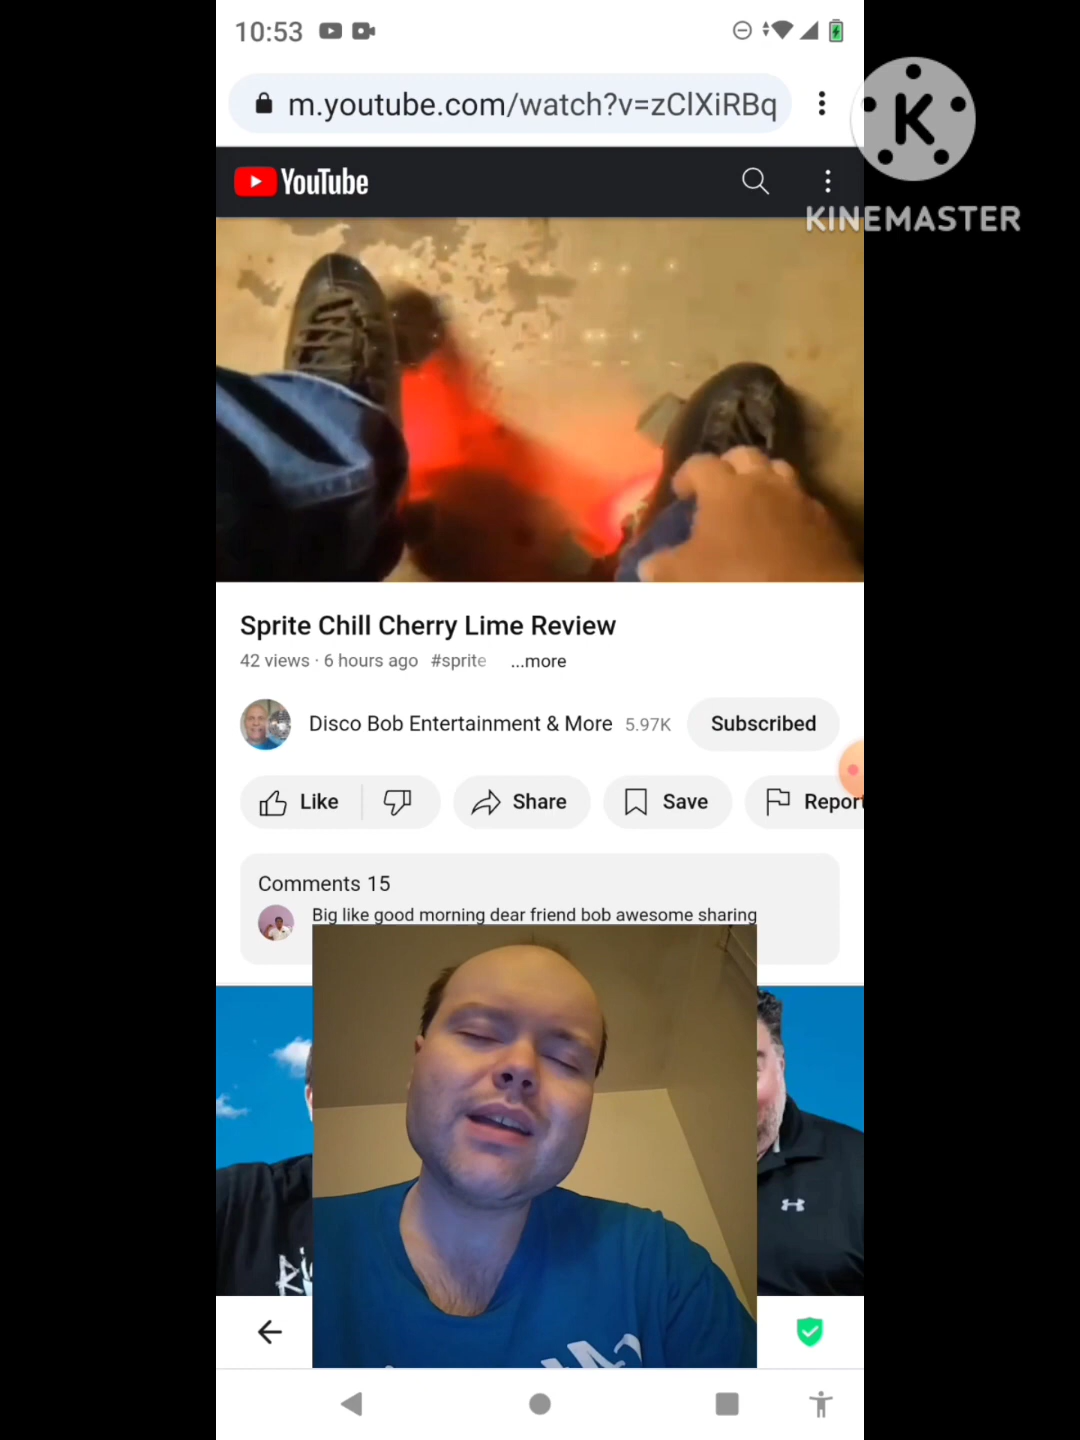 10:53
m.youtube.com/watch?v=zClXiRBq
K
KINEMASTER
YouTube
Sprite Chill Cherry Lime Review
42 views · 6 hours ago #sprite ...more
Disco Bob Entertainment & More 5.97K Subscribed
Like Share Save Report
Comments 15
Big like good morning dear friend bob awesome sharing